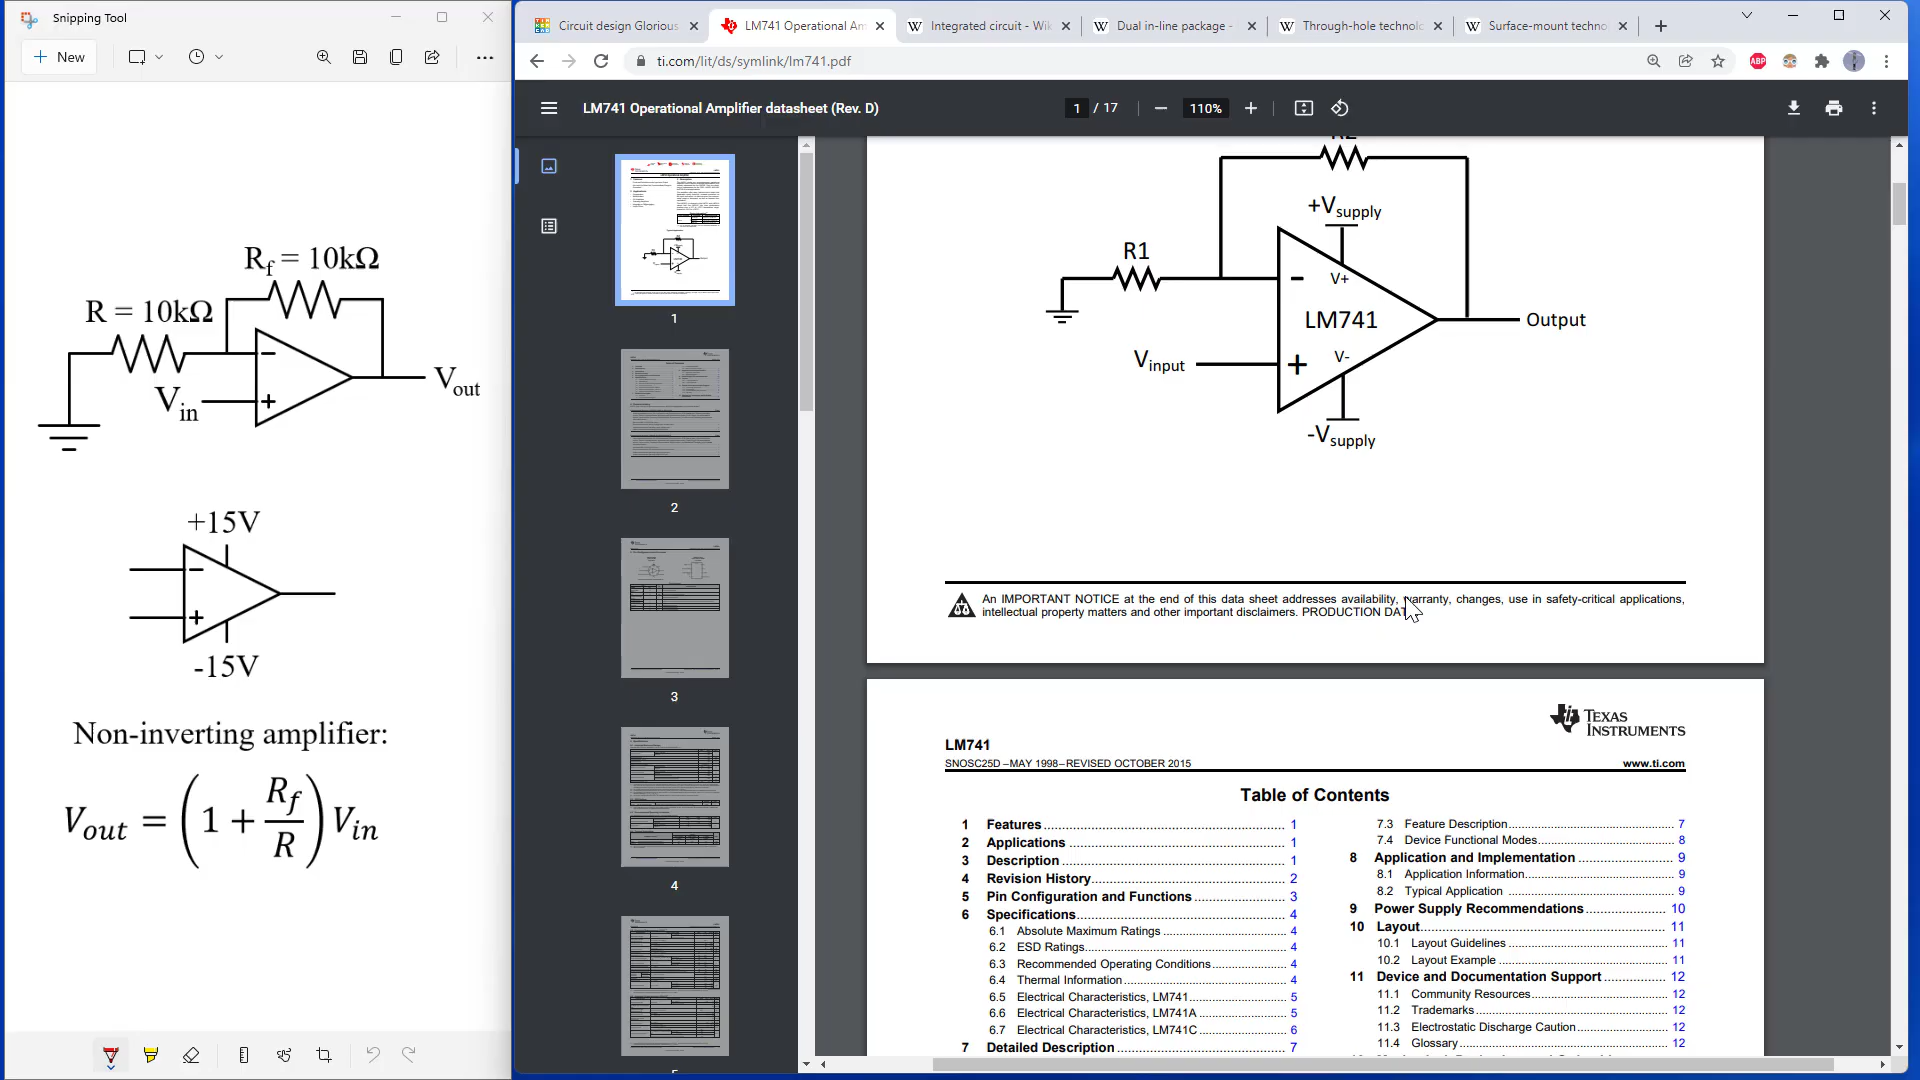 Snipping Tool
New
R_f = 10kΩ
R = 10kΩ
−
V_in
+
V_out
+15V
−
+
-15V
Non-inverting amplifier:
V_out = (1 + R_f/R) V_in
Circuit design Glorious
LM741 Operational Am
Integrated circuit - Wik
Dual in-line package -
Through-hole technolo
Surface-mount techno
ti.com/lit/ds/symlink/lm741.pdf
ABP
LM741 Operational Amplifier datasheet (Rev. D)
1 / 17
110%
1
2
3
4
+Vsupply
R1
-
V+
LM741
Output
Vinput
+
V-
-Vsupply
An IMPORTANT NOTICE at the end of this data sheet addresses availability, warranty, changes, use in safety-critical applications,
intellectual property matters and other important disclaimers. PRODUCTION DAT
TEXAS
INSTRUMENTS
LM741
SNOSC25D –MAY 1998–REVISED OCTOBER 2015
www.ti.com
Table of Contents
1 Features 1
2 Applications 1
3 Description 1
4 Revision History 2
5 Pin Configuration and Functions 3
6 Specifications 4
6.1 Absolute Maximum Ratings 4
6.2 ESD Ratings 4
6.3 Recommended Operating Conditions 4
6.4 Thermal Information 4
6.5 Electrical Characteristics, LM741 5
6.6 Electrical Characteristics, LM741A 5
6.7 Electrical Characteristics, LM741C 6
7 Detailed Description 7
7.3 Feature Description 7
7.4 Device Functional Modes 8
8 Application and Implementation 9
8.1 Application Information 9
8.2 Typical Application 9
9 Power Supply Recommendations 10
10 Layout 11
10.1 Layout Guidelines 11
10.2 Layout Example 11
11 Device and Documentation Support 12
11.1 Community Resources 12
11.2 Trademarks 12
11.3 Electrostatic Discharge Caution 12
11.4 Glossary 12